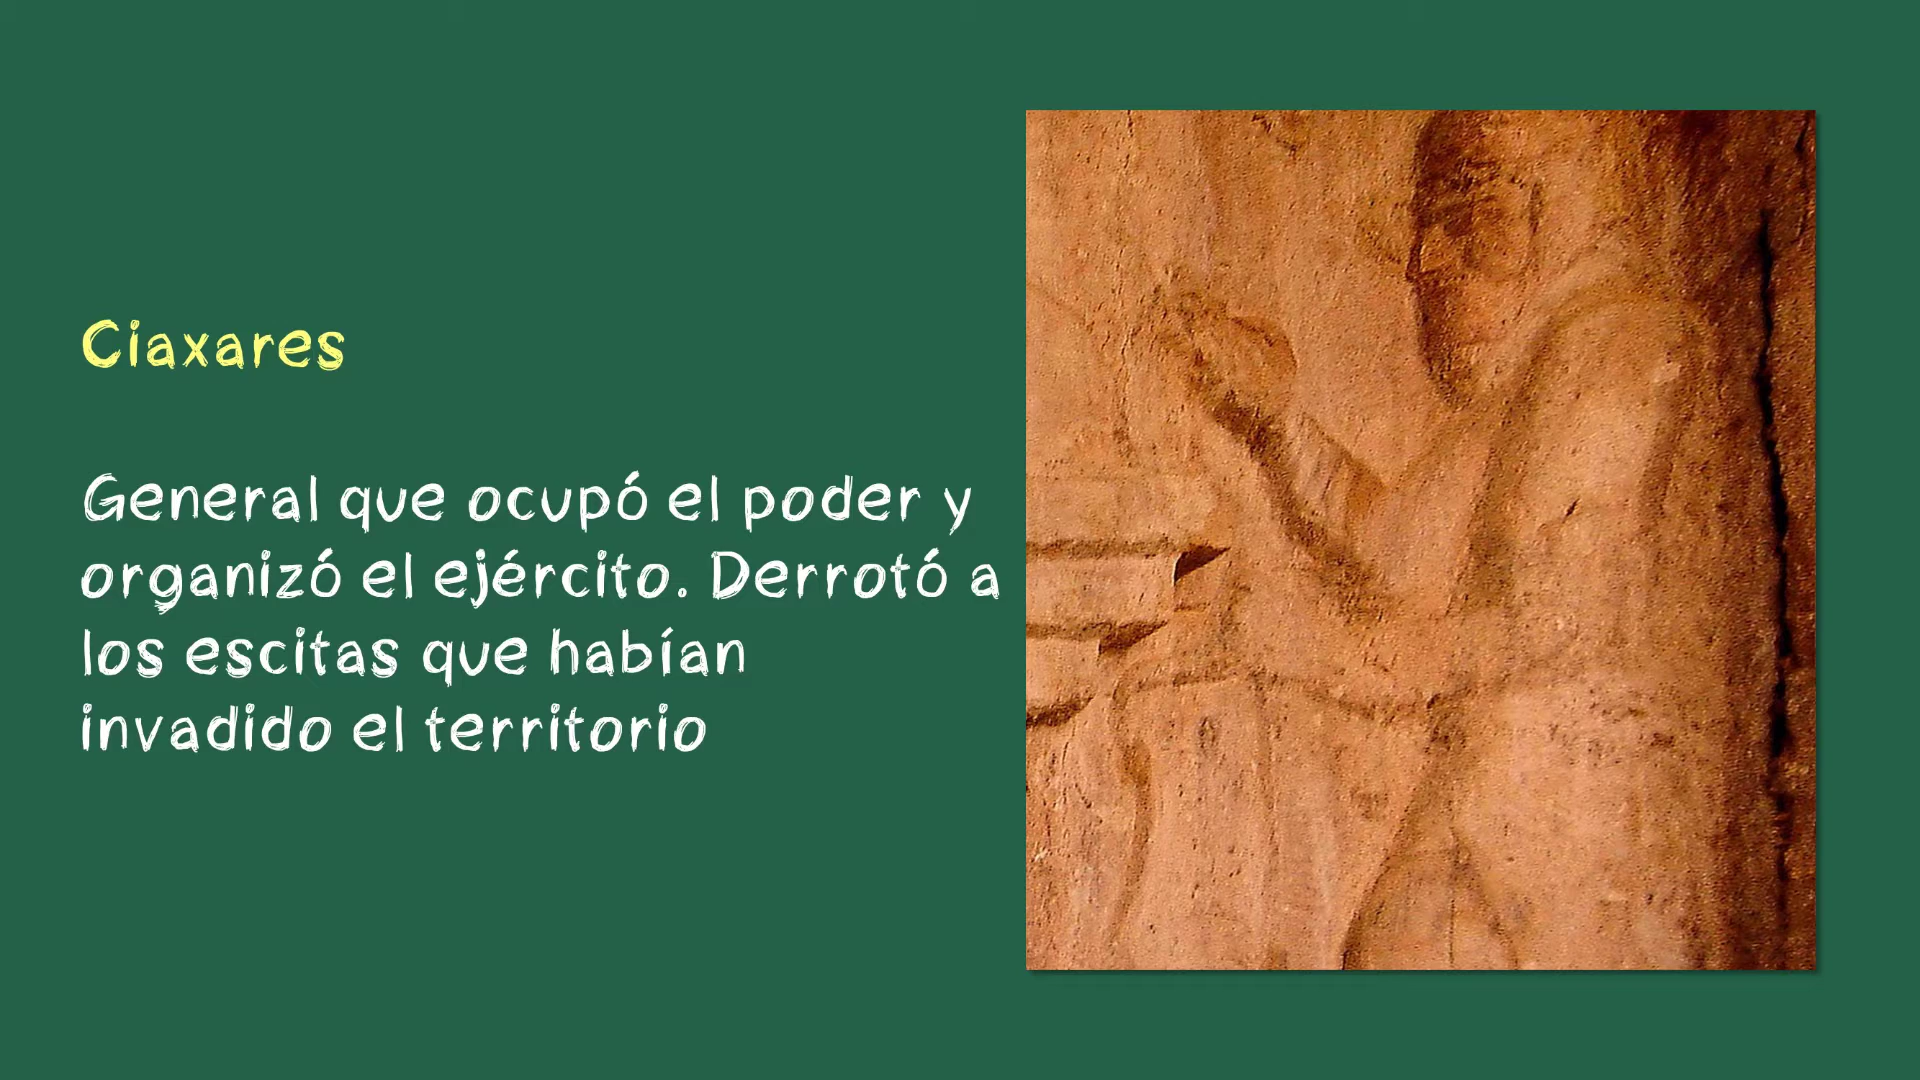 Ciaxares
General que ocupó el poder y
organizó el ejército. Derrotó a
los escitas que habían
invadido el territorio